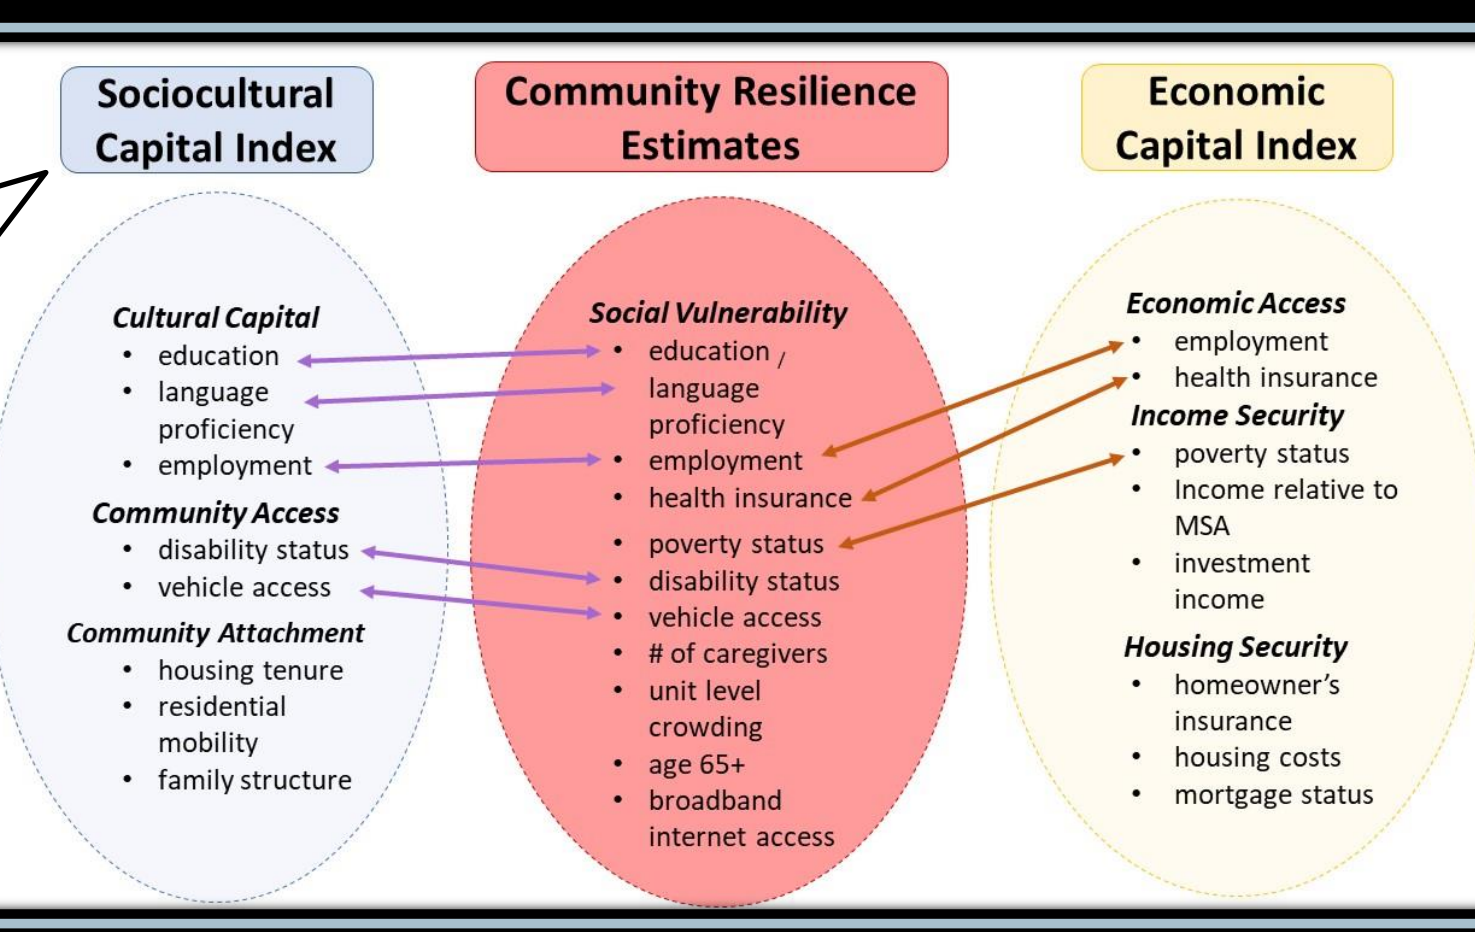 Sociocultural
Capital Index
Cultural Capital
• education
• language
proficiency
• employment
Community Access
• disability status
• vehicle access
Community Attachment
• housing tenure
• residential
mobility
• family structure
Community Resilience
Estimates
Social Vulnerability
• education /
language
proficiency
• employment
• health insurance
• poverty status
• disability status
• vehicle access
• # of caregivers
• unit level
crowding
• age 65+
• broadband
internet access
Economic
Capital Index
Economic Access
• employment
• health insurance
Income Security
• poverty status
• Income relative to
MSA
• investment
income
Housing Security
• homeowner’s
insurance
• housing costs
• mortgage status